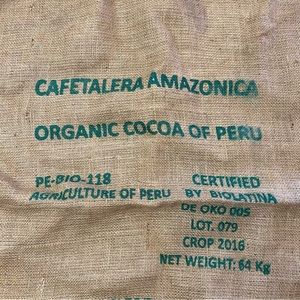 CAFETALERA AMAZONICA
ORGANIC COCOA OF PERU
PE-BIO-118
AGRICULTURE OF PERU
CERTIFIED
BY BIOLATINA
DE OKO 005
LOT. 079
CROP 2016
NET WEIGHT: 64 Kg